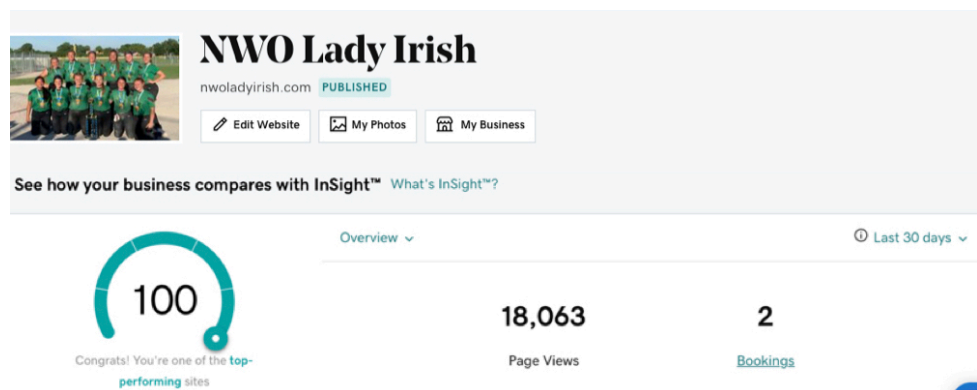 NWO Lady Irish
nwoladyirish.com PUBLISHED
Edit Website My Photos My Business
See how your business compares with InSight™ What's InSight™?
Overview Last 30 days
100
18,063 2
Page Views Bookings
Congrats! You're one of the top-
performing sites